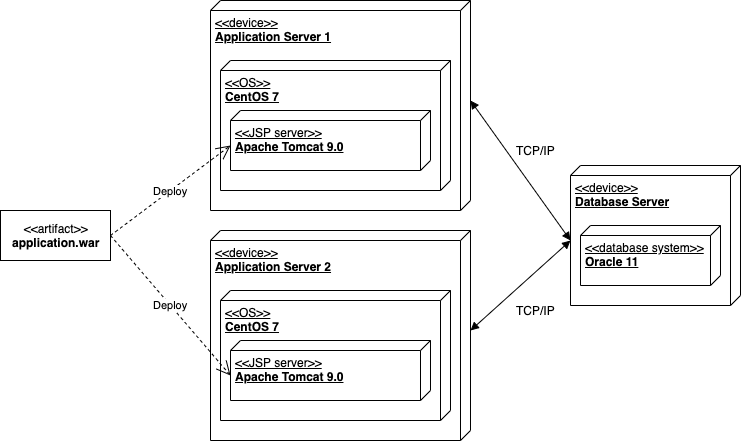 <<device>>
Application Server 1
<<OS>>
CentOS 7
<<JSP server>>
Apache Tomcat 9.0
TCP/IP
Deploy
<<device>>
Database Server
<<artifact>>
application.war
<<database system>>
Oracle 11
<<device>>
Application Server 2
Deploy
TCP/IP
<<OS>>
CentOS 7
<<JSP server>>
Apache Tomcat 9.0